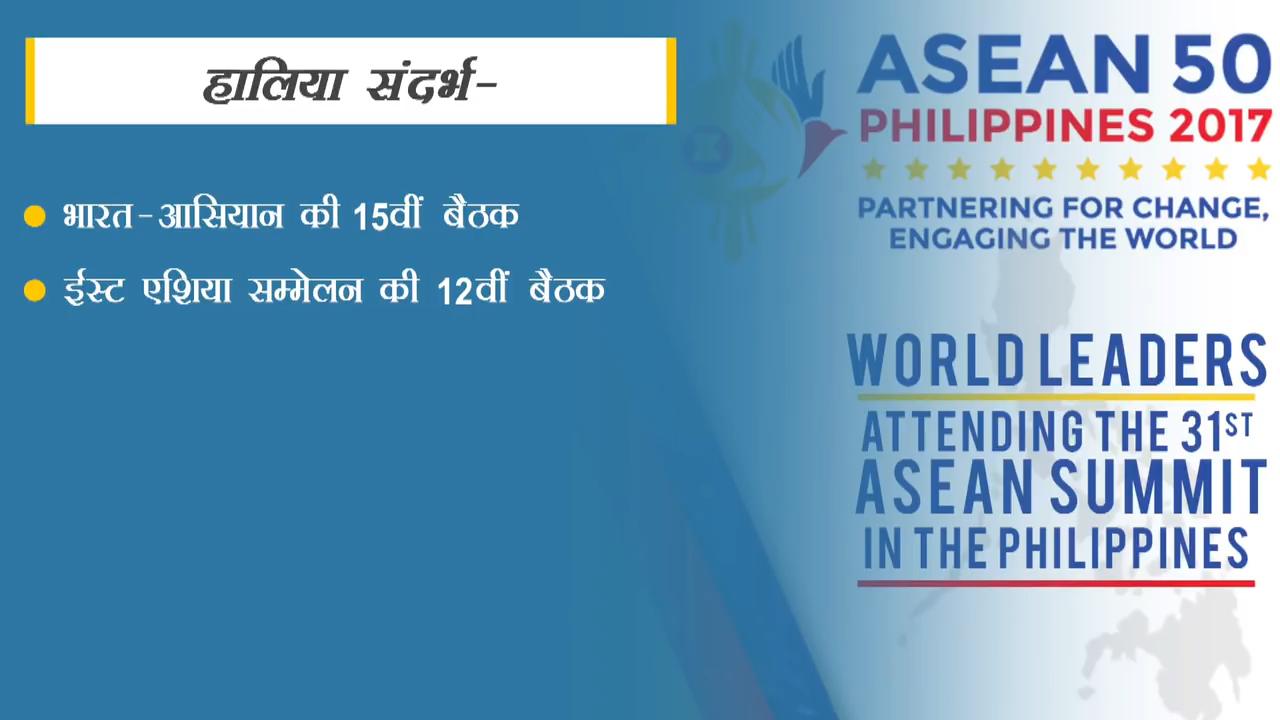 हालिया संदर्भ-
भारत-आसियान की 15वीं बैठक
ईस्ट एशिया सम्मेलन की 12वीं बैठक
ASEAN 50
PHILIPPINES 2017
PARTNERING FOR CHANGE,
ENGAGING THE WORLD
WORLD LEADERS
ATTENDING THE 31ST
ASEAN SUMMIT
IN THE PHILIPPINES